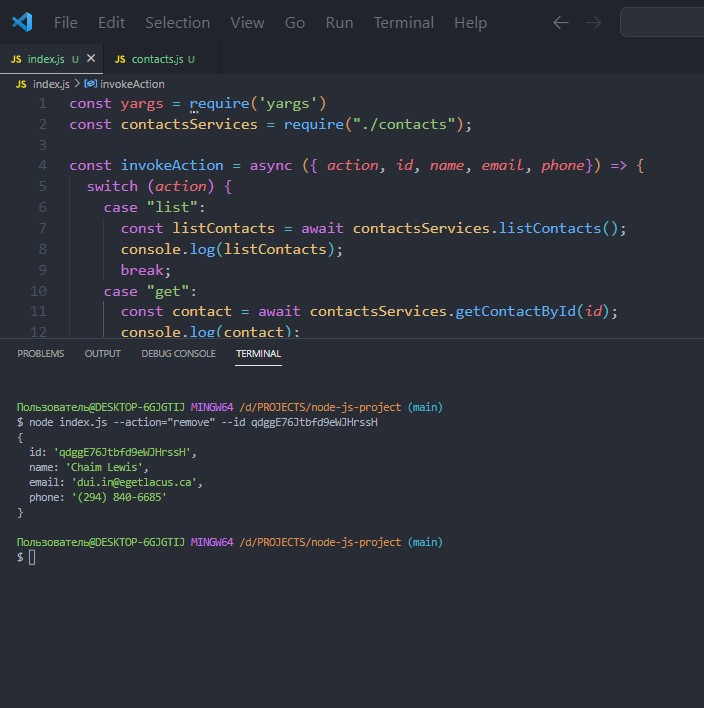 File Edit Selection View Go Run Terminal Help
JS index.js U JS contacts.js U
JS index.js > invokeAction
1 const yargs = require('yargs')
2 const contactsServices = require("./contacts");
3
4 const invokeAction = async ({ action, id, name, email, phone}) => {
5 switch (action) {
6 case "list":
7 const listContacts = await contactsServices.listContacts();
8 console.log(listContacts);
9 break;
10 case "get":
11 const contact = await contactsServices.getContactById(id);
12 console.log(contact);
PROBLEMS OUTPUT DEBUG CONSOLE TERMINAL
Пользователь@DESKTOP-6GJGTIJ MINGW64 /d/PROJECTS/node-js-project (main)
$ node index.js --action="remove" --id qdggE76Jtbfd9eWJHrssH
{
id: 'qdggE76Jtbfd9eWJHrssH',
name: 'Chaim Lewis',
email: 'dui.in@egetlacus.ca',
phone: '(294) 840-6685'
}
Пользователь@DESKTOP-6GJGTIJ MINGW64 /d/PROJECTS/node-js-project (main)
$